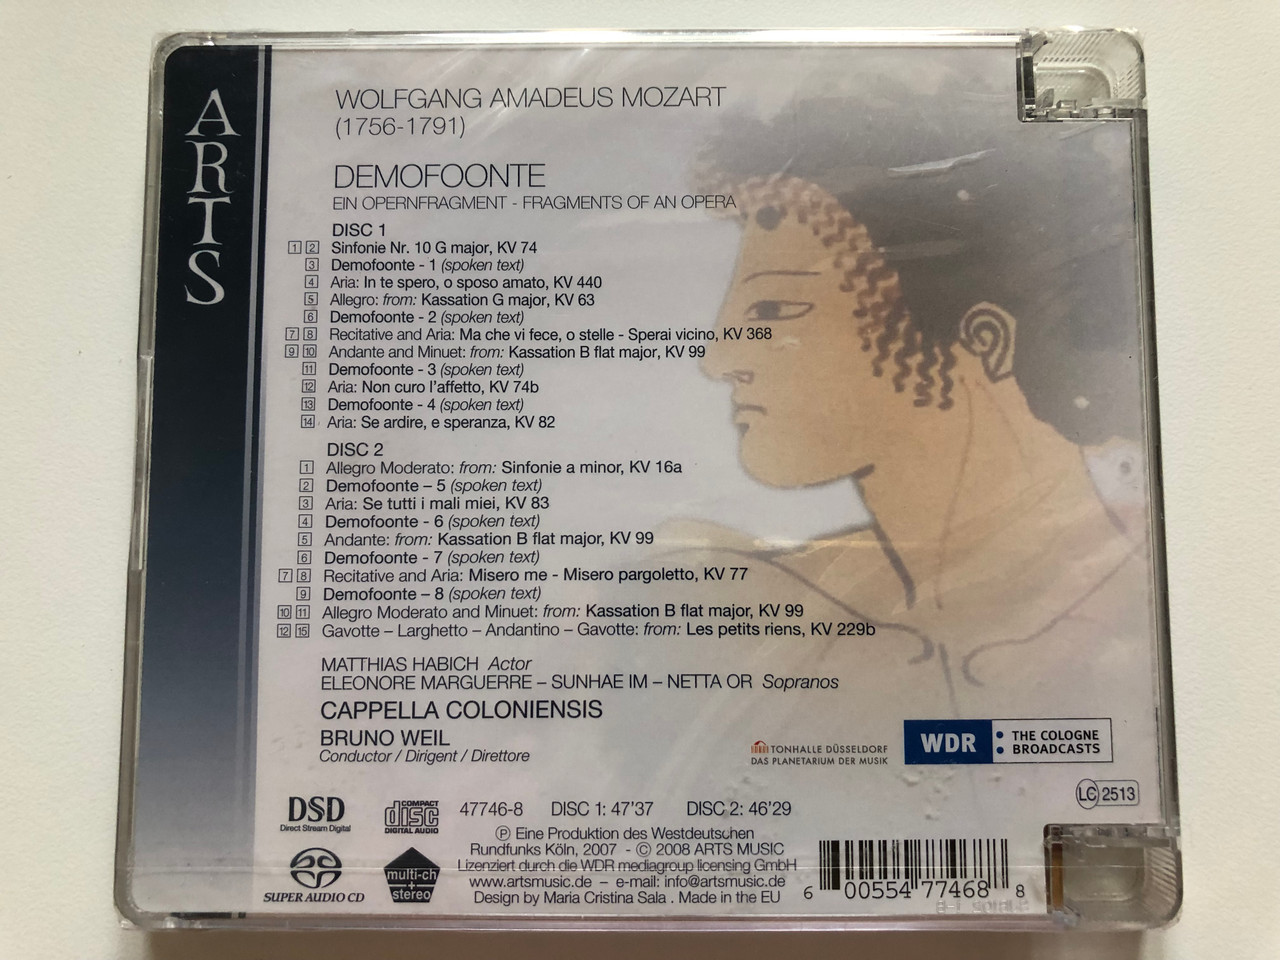 ARTS
WOLFGANG AMADEUS MOZART
(1756-1791)
DEMOFOONTE
EIN OPERNFRAGMENT - FRAGMENTS OF AN OPERA
DISC 1
1 2 Sinfonie Nr. 10 G major, KV 74
3 Demofoonte - 1 (spoken text)
4 Aria: In te spero, o sposo amato, KV 440
5 Allegro: from: Kassation G major, KV 63
6 Demofoonte - 2 (spoken text)
7 8 Recitative and Aria: Ma che vi fece, o stelle - Sperai vicino, KV 368
9 10 Andante and Minuet: from: Kassation B flat major, KV 99
11 Demofoonte - 3 (spoken text)
12 Aria: Non curo l'affetto, KV 74b
13 Demofoonte - 4 (spoken text)
14 Aria: Se ardire, e speranza, KV 82
DISC 2
1 Allegro Moderato: from: Sinfonie a minor, KV 16a
2 Demofoonte – 5 (spoken text)
3 Aria: Se tutti i mali miei, KV 83
4 Demofoonte - 6 (spoken text)
5 Andante: from: Kassation B flat major, KV 99
6 Demofoonte - 7 (spoken text)
7 8 Recitative and Aria: Misero me - Misero pargoletto, KV 77
9 Demofoonte – 8 (spoken text)
10 11 Allegro Moderato and Minuet: from: Kassation B flat major, KV 99
12 15 Gavotte – Larghetto – Andantino – Gavotte: from: Les petits riens, KV 229b
MATTHIAS HABICH Actor
ELEONORE MARGUERRE – SUNHAE IM – NETTA OR Sopranos
CAPPELLA COLONIENSIS
BRUNO WEIL
Conductor / Dirigent / Direttore
TONHALLE DÜSSELDORF
DAS PLANETARIUM DER MUSIK
WDR THE COLOGNE
BROADCASTS
LC 2513
DSD
Direct Stream Digital
COMPACT
disc
DIGITAL AUDIO
47746-8 DISC 1: 47'37 DISC 2: 46'29
SUPER AUDIO CD
multi-ch
+
stereo
℗ Eine Produktion des Westdeutschen
Rundfunks Köln, 2007 - © 2008 ARTS MUSIC
Lizenziert durch die WDR mediagroup licensing GmbH
www.artsmusic.de – e-mail: info@artsmusic.de
Design by Maria Cristina Sala . Made in the EU
6 00554 77468 8